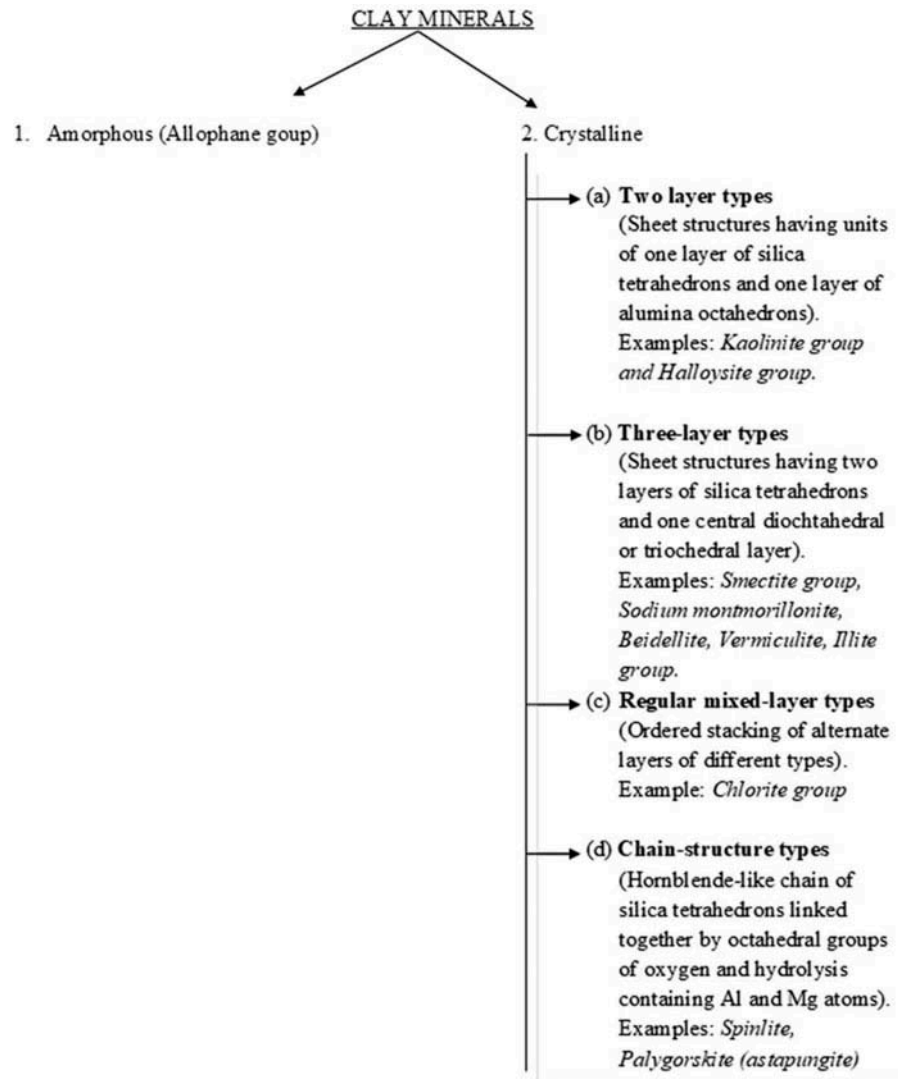 CLAY MINERALS
1. Amorphous (Allophane goup)
2. Crystalline
(a) Two layer types
(Sheet structures having units
of one layer of silica
tetrahedrons and one layer of
alumina octahedrons).
Examples: Kaolinite group
and Halloysite group.
(b) Three-layer types
(Sheet structures having two
layers of silica tetrahedrons
and one central diochtahedral
or triochedral layer).
Examples: Smectite group,
Sodium montmorillonite,
Beidellite, Vermiculite, Illite
group.
(c) Regular mixed-layer types
(Ordered stacking of alternate
layers of different types).
Example: Chlorite group
(d) Chain-structure types
(Hornblende-like chain of
silica tetrahedrons linked
together by octahedral groups
of oxygen and hydrolysis
containing Al and Mg atoms).
Examples: Spinlite,
Palygorskite (astapungite)